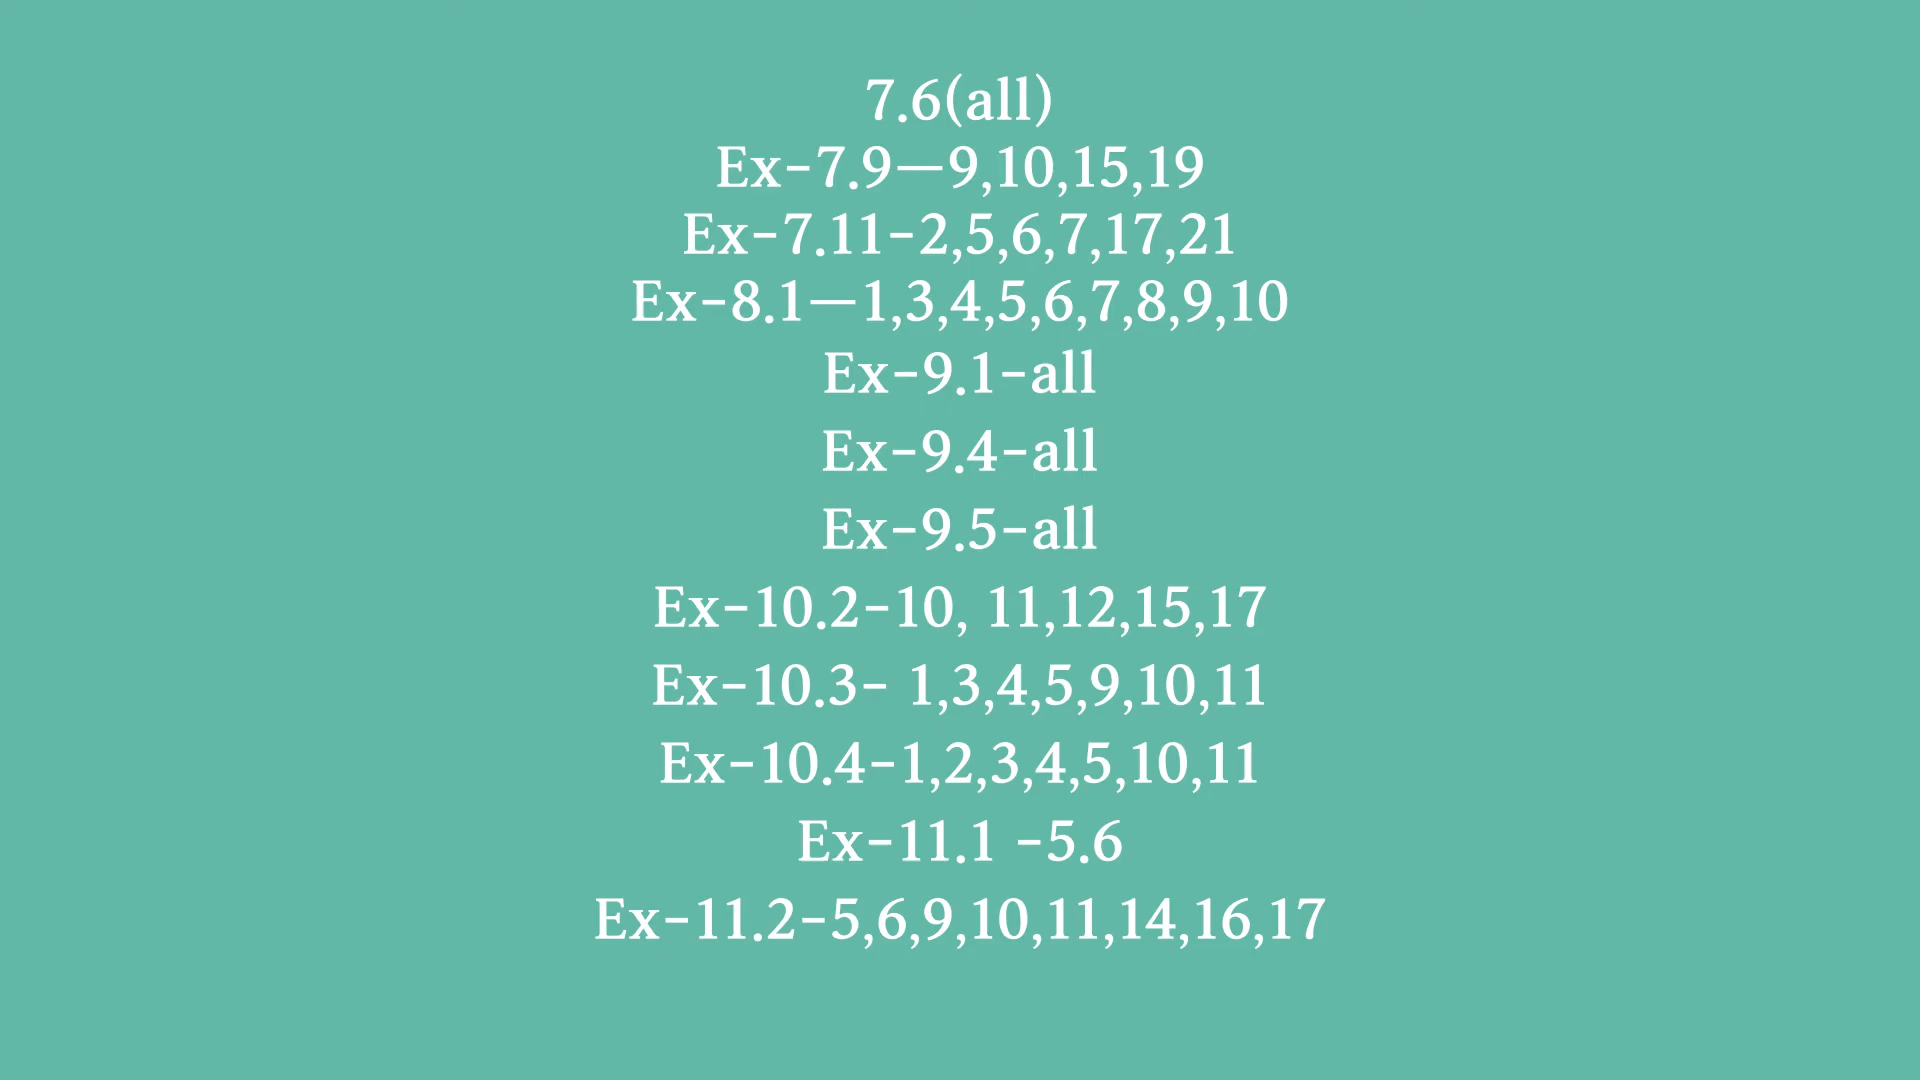 7.6(all)
Ex-7.9—9,10,15,19
Ex-7.11-2,5,6,7,17,21
Ex-8.1—1,3,4,5,6,7,8,9,10
Ex-9.1-all
Ex-9.4-all
Ex-9.5-all
Ex-10.2-10, 11,12,15,17
Ex-10.3- 1,3,4,5,9,10,11
Ex-10.4-1,2,3,4,5,10,11
Ex-11.1 -5.6
Ex-11.2-5,6,9,10,11,14,16,17